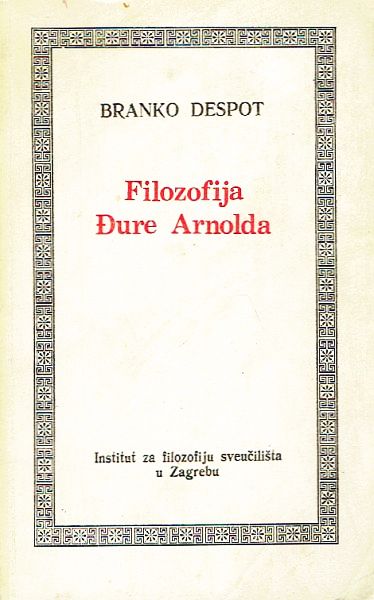 BRANKO DESPOT
Filozofija
Đure Arnolda
Institut za filozofiju sveučilišta
u Zagrebu